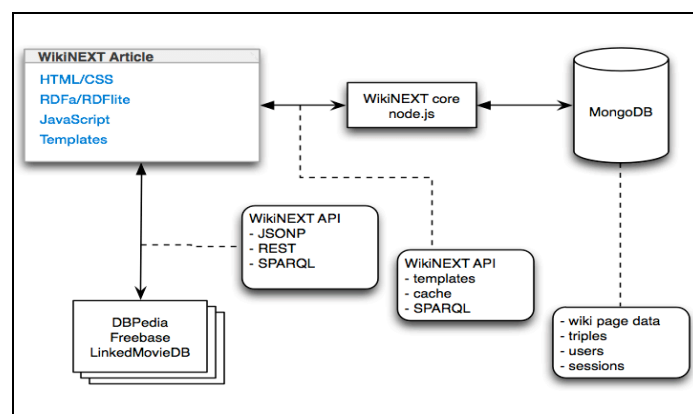 WikiNEXT Article
HTML/CSS
RDFa/RDFlite
JavaScript
Templates
WikiNEXT core
node.js
MongoDB
WikiNEXT API
- JSONP
- REST
- SPARQL
WikiNEXT API
- templates
- cache
- SPARQL
DBPedia
Freebase
LinkedMovieDB
- wiki page data
- triples
- users
- sessions